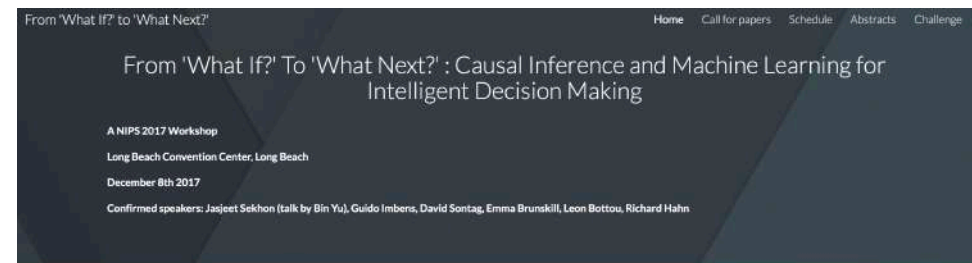 From 'What If?' to 'What Next?'
Home Call for papers Schedule Abstracts Challenge
From 'What If?' To 'What Next?' : Causal Inference and Machine Learning for
Intelligent Decision Making
A NIPS 2017 Workshop
Long Beach Convention Center, Long Beach
December 8th 2017
Confirmed speakers: Jasjeet Sekhon (talk by Bin Yu), Guido Imbens, David Sontag, Emma Brunskill, Leon Bottou, Richard Hahn